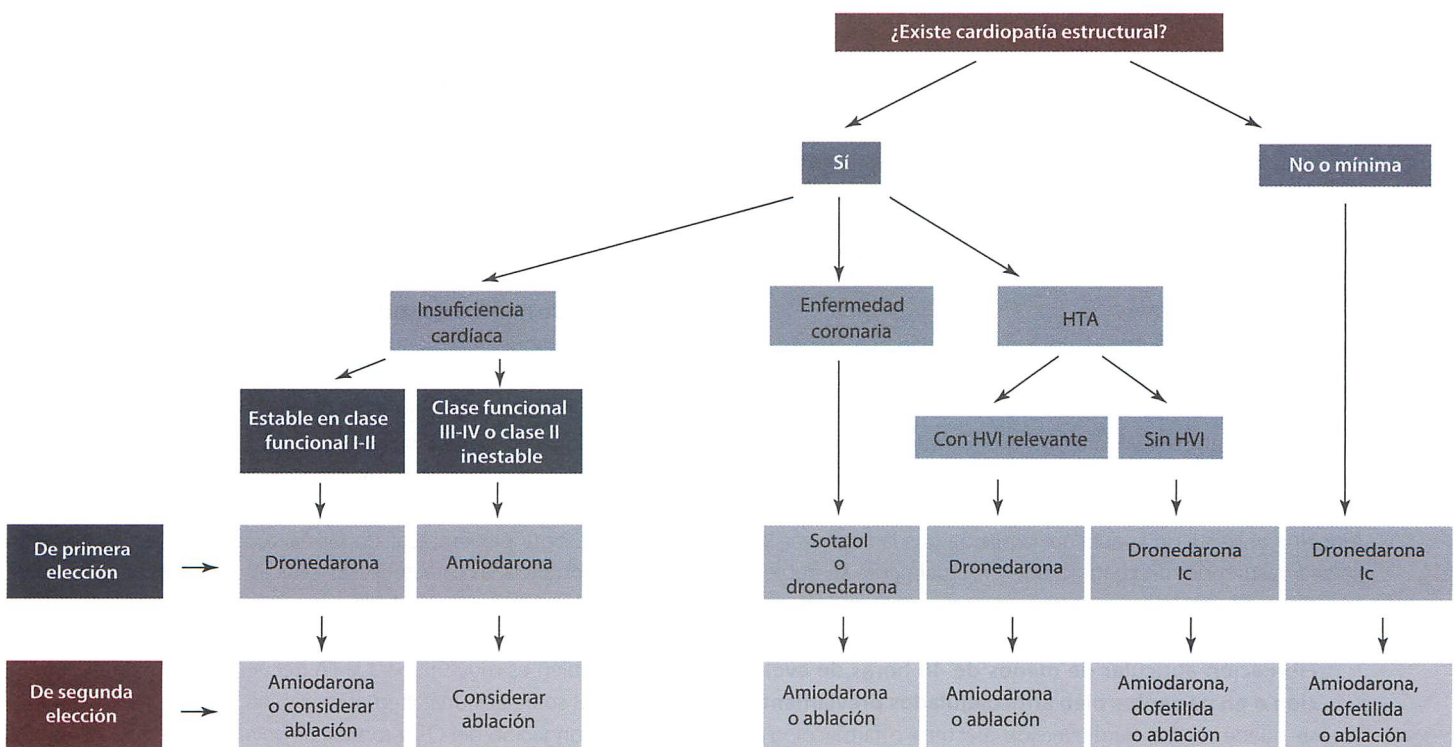 ¿Existe cardiopatía estructural?
Sí
No o mínima
Insuficiencia
cardíaca
Enfermedad
coronaria
HTA
Estable en clase
funcional I-II
Clase funcional
III-IV o clase II
inestable
Con HVI relevante
Sin HVI
De primera
elección
Dronedarona
Amiodarona
Sotalol
o
dronedarona
Dronedarona
Dronedarona
Ic
Dronedarona
Ic
De segunda
elección
Amiodarona
o considerar
ablación
Considerar
ablación
Amiodarona
o ablación
Amiodarona
o ablación
Amiodarona,
dofetilida
o ablación
Amiodarona,
dofetilida
o ablación